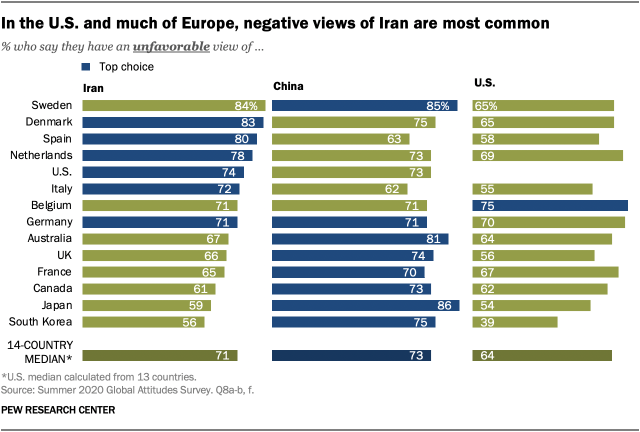 In the U.S. and much of Europe, negative views of Iran are most common
% who say they have an unfavorable view of ...
Top choice
Iran China U.S.
Sweden 84% 85% 65%
Denmark 83 75 65
Spain 80 63 58
Netherlands 78 73 69
U.S. 74 73
Italy 72 62 55
Belgium 71 71 75
Germany 71 71 70
Australia 67 81 64
UK 66 74 56
France 65 70 67
Canada 61 73 62
Japan 59 86 54
South Korea 56 75 39
14-COUNTRY
MEDIAN* 71 73 64
*U.S. median calculated from 13 countries.
Source: Summer 2020 Global Attitudes Survey. Q8a-b, f.
PEW RESEARCH CENTER